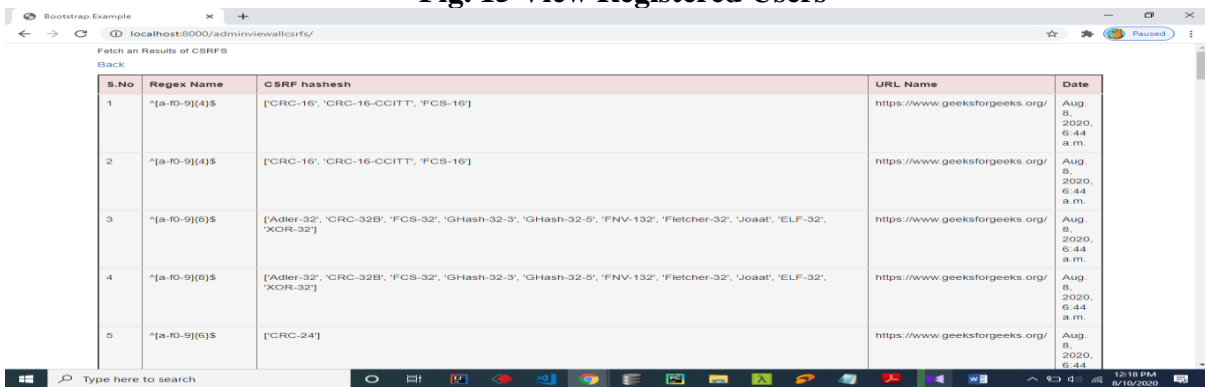 Fig. 15 View Registered Users
Bootstrap Example
localhost:8000/adminviewallcsrfs/
Paused
Fetch an Results of CSRFS
Back
S.No Regex Name CSRF hashesh URL Name Date
1 ^[a-f0-9]{4}$ ['CRC-16', 'CRC-16-CCITT', 'FCS-16'] https://www.geeksforgeeks.org/ Aug. 8, 2020, 6:44 a.m.
2 ^[a-f0-9]{4}$ ['CRC-16', 'CRC-16-CCITT', 'FCS-16'] https://www.geeksforgeeks.org/ Aug. 8, 2020, 6:44 a.m.
3 ^[a-f0-9]{8}$ ['Adler-32', 'CRC-32B', 'FCS-32', 'GHash-32-3', 'GHash-32-5', 'FNV-132', 'Fletcher-32', 'Joaat', 'ELF-32', 'XOR-32'] https://www.geeksforgeeks.org/ Aug. 8, 2020, 6:44 a.m.
4 ^[a-f0-9]{8}$ ['Adler-32', 'CRC-32B', 'FCS-32', 'GHash-32-3', 'GHash-32-5', 'FNV-132', 'Fletcher-32', 'Joaat', 'ELF-32', 'XOR-32'] https://www.geeksforgeeks.org/ Aug. 8, 2020, 6:44 a.m.
5 ^[a-f0-9]{6}$ ['CRC-24'] https://www.geeksforgeeks.org/ Aug. 8, 2020, 6:44
Type here to search
12:18 PM
8/10/2020